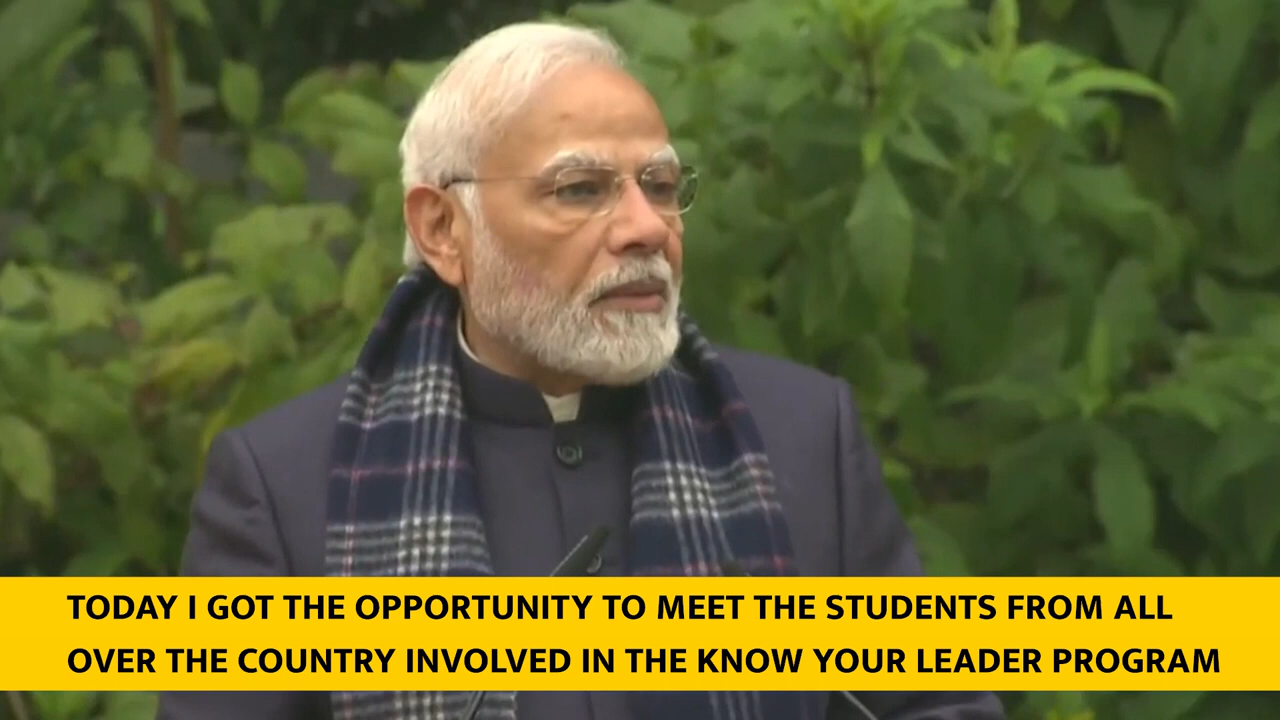 TODAY I GOT THE OPPORTUNITY TO MEET THE STUDENTS FROM ALL
OVER THE COUNTRY INVOLVED IN THE KNOW YOUR LEADER PROGRAM